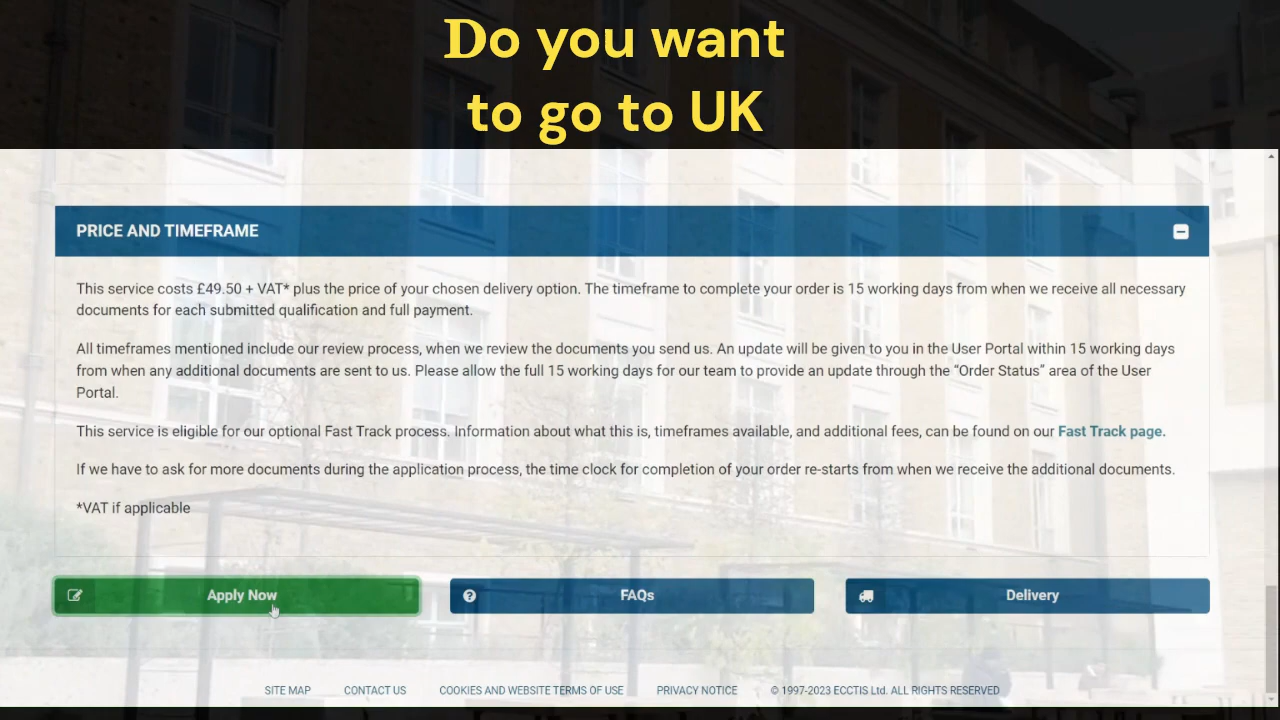 Do you want
to go to UK
PRICE AND TIMEFRAME
This service costs £49.50 + VAT* plus the price of your chosen delivery option. The timeframe to complete your order is 15 working days from when we receive all necessary
documents for each submitted qualification and full payment.
All timeframes mentioned include our review process, when we review the documents you send us. An update will be given to you in the User Portal within 15 working days
from when any additional documents are sent to us. Please allow the full 15 working days for our team to provide an update through the “Order Status” area of the User
Portal.
This service is eligible for our optional Fast Track process. Information about what this is, timeframes available, and additional fees, can be found on our Fast Track page.
If we have to ask for more documents during the application process, the time clock for completion of your order re-starts from when we receive the additional documents.
*VAT if applicable
Apply Now FAQs Delivery
SITE MAP CONTACT US COOKIES AND WEBSITE TERMS OF USE PRIVACY NOTICE © 1997-2023 ECCTIS Ltd. ALL RIGHTS RESERVED